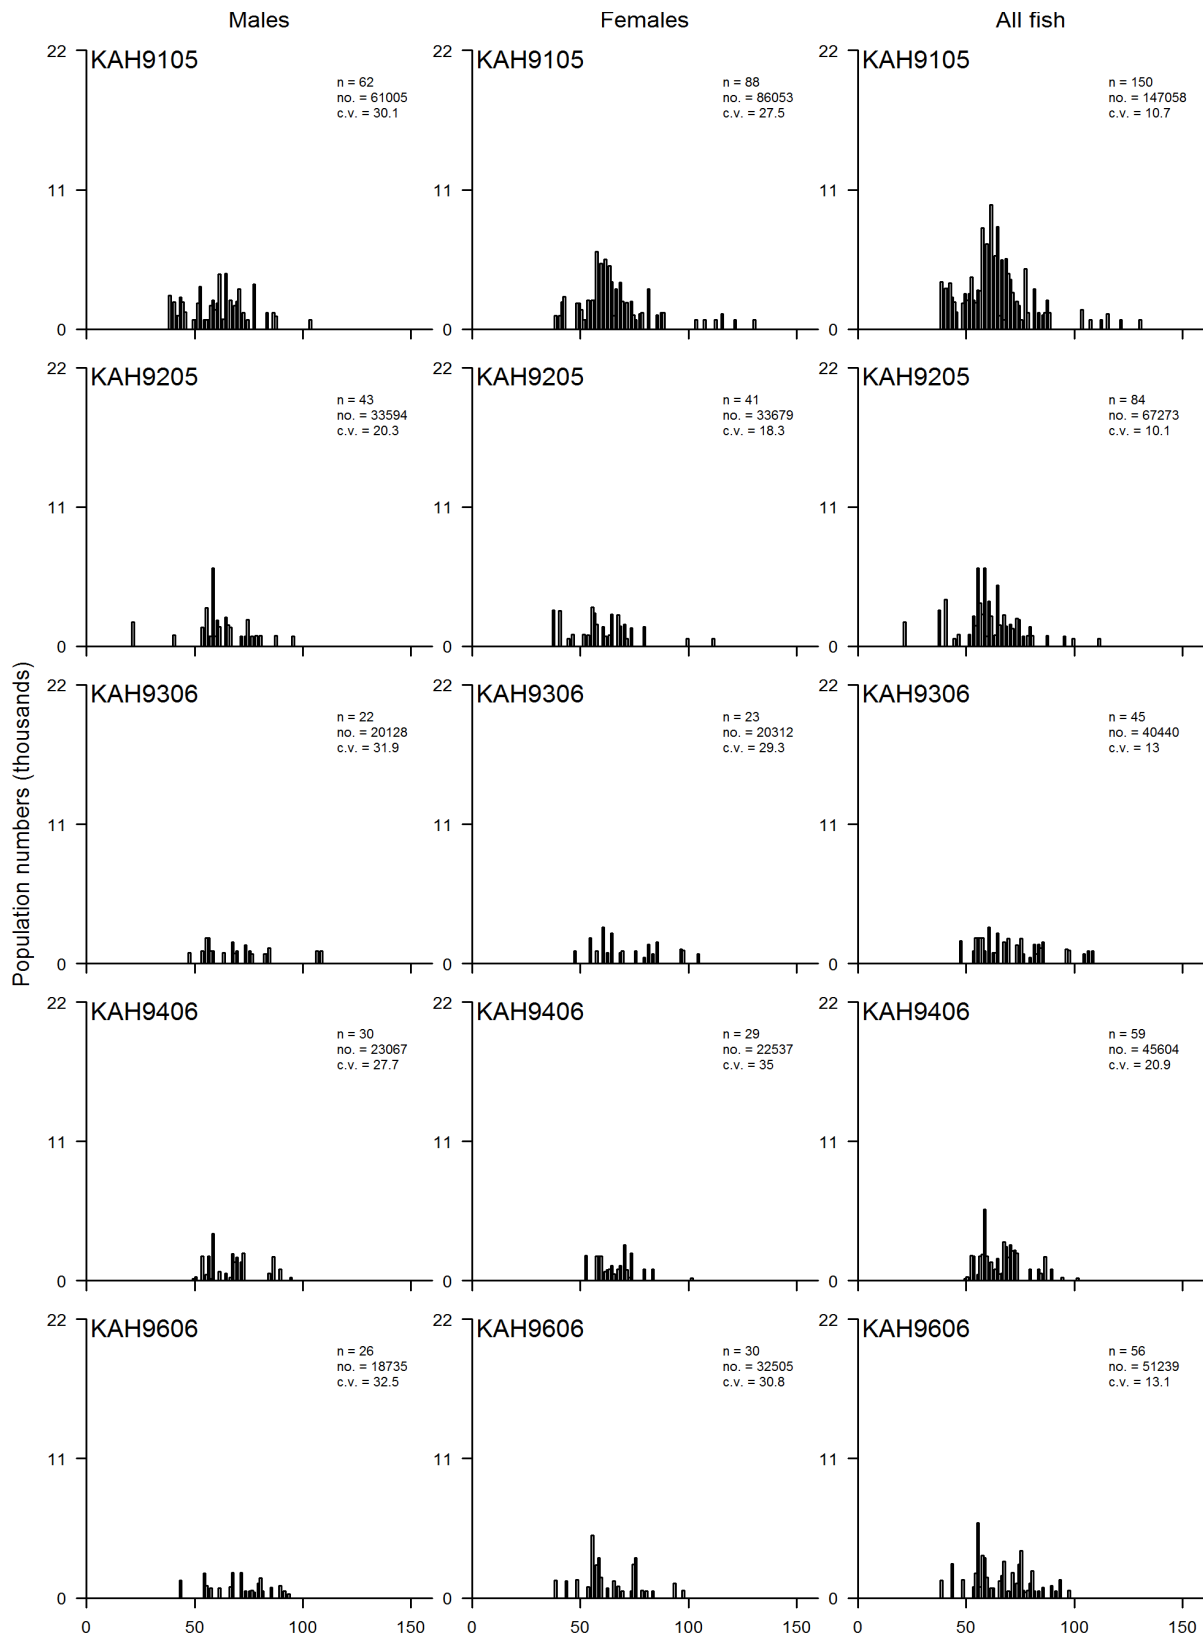 Males Females All fish
22 KAH9105 22 KAH9105 22 KAH9105
n = 62 n = 88 n = 150
no. = 61005 no. = 86053 no. = 147058
c.v. = 30.1 c.v. = 27.5 c.v. = 10.7
11 11 11
0 0 0
22 KAH9205 22 KAH9205 22 KAH9205
n = 43 n = 41 n = 84
no. = 33594 no. = 33679 no. = 67273
c.v. = 20.3 c.v. = 18.3 c.v. = 10.1
11 11 11
0 0 0
Population numbers (thousands)
22 KAH9306 22 KAH9306 22 KAH9306
n = 22 n = 23 n = 45
no. = 20128 no. = 20312 no. = 40440
c.v. = 31.9 c.v. = 29.3 c.v. = 13
11 11 11
0 0 0
22 KAH9406 22 KAH9406 22 KAH9406
n = 30 n = 29 n = 59
no. = 23067 no. = 22537 no. = 45604
c.v. = 27.7 c.v. = 35 c.v. = 20.9
11 11 11
0 0 0
22 KAH9606 22 KAH9606 22 KAH9606
n = 26 n = 30 n = 56
no. = 18735 no. = 32505 no. = 51239
c.v. = 32.5 c.v. = 30.8 c.v. = 13.1
11 11 11
0 0 0
0 50 100 150 0 50 100 150 0 50 100 150